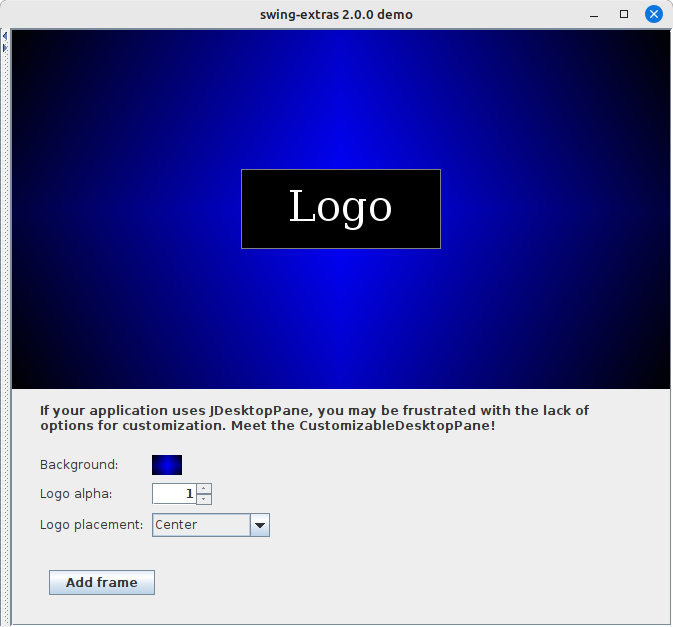 swing-extras 2.0.0 demo
Logo
If your application uses JDesktopPane, you may be frustrated with the lack of
options for customization. Meet the CustomizableDesktopPane!
Background:
Logo alpha: 1
Logo placement: Center
Add frame